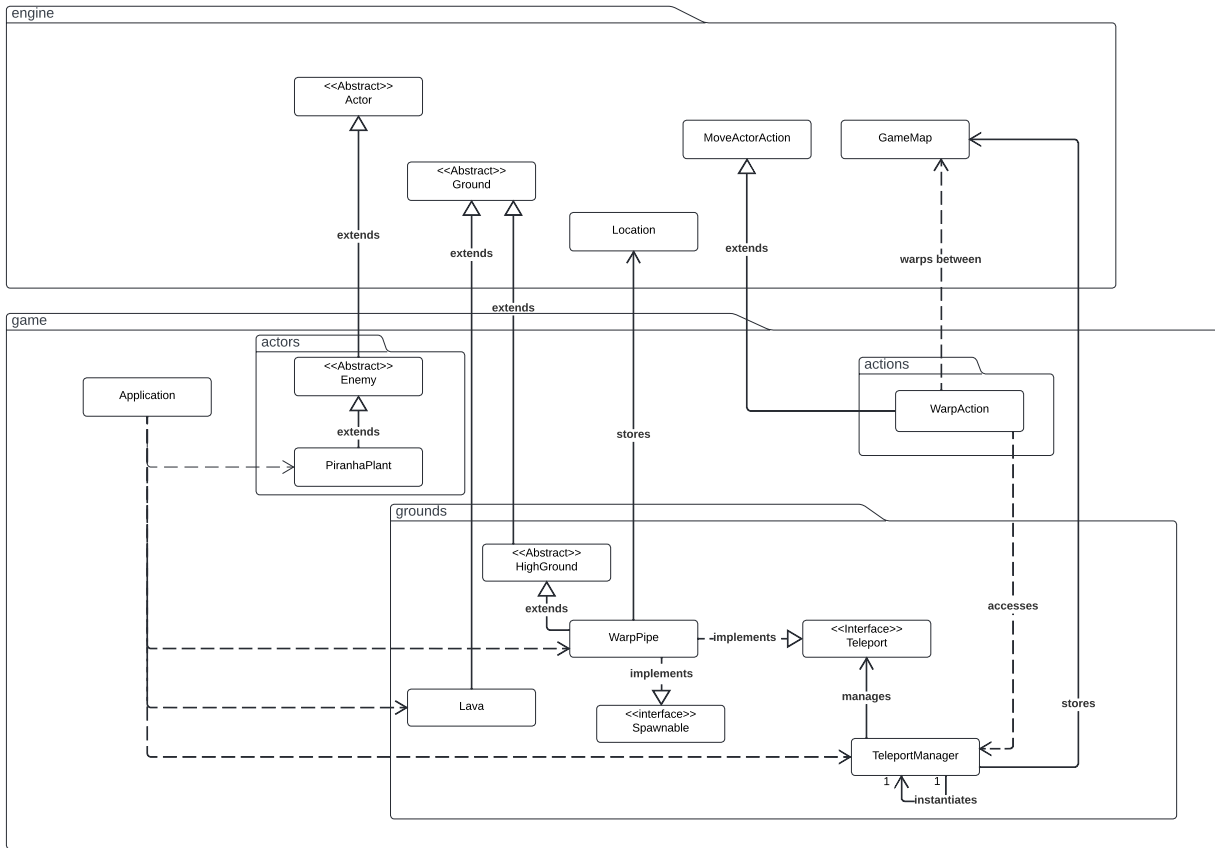 engine
<<Abstract>>
Actor
MoveActorAction
GameMap
<<Abstract>>
Ground
Location
extends
extends
extends
warps between
extends
game
actors
<<Abstract>>
Enemy
actions
Application
WarpAction
extends
stores
PiranhaPlant
grounds
<<Abstract>>
HighGround
extends
accesses
WarpPipe
implements
<<Interface>>
Teleport
implements
manages
Lava
<<interface>>
Spawnable
stores
TeleportManager
1
1
instantiates